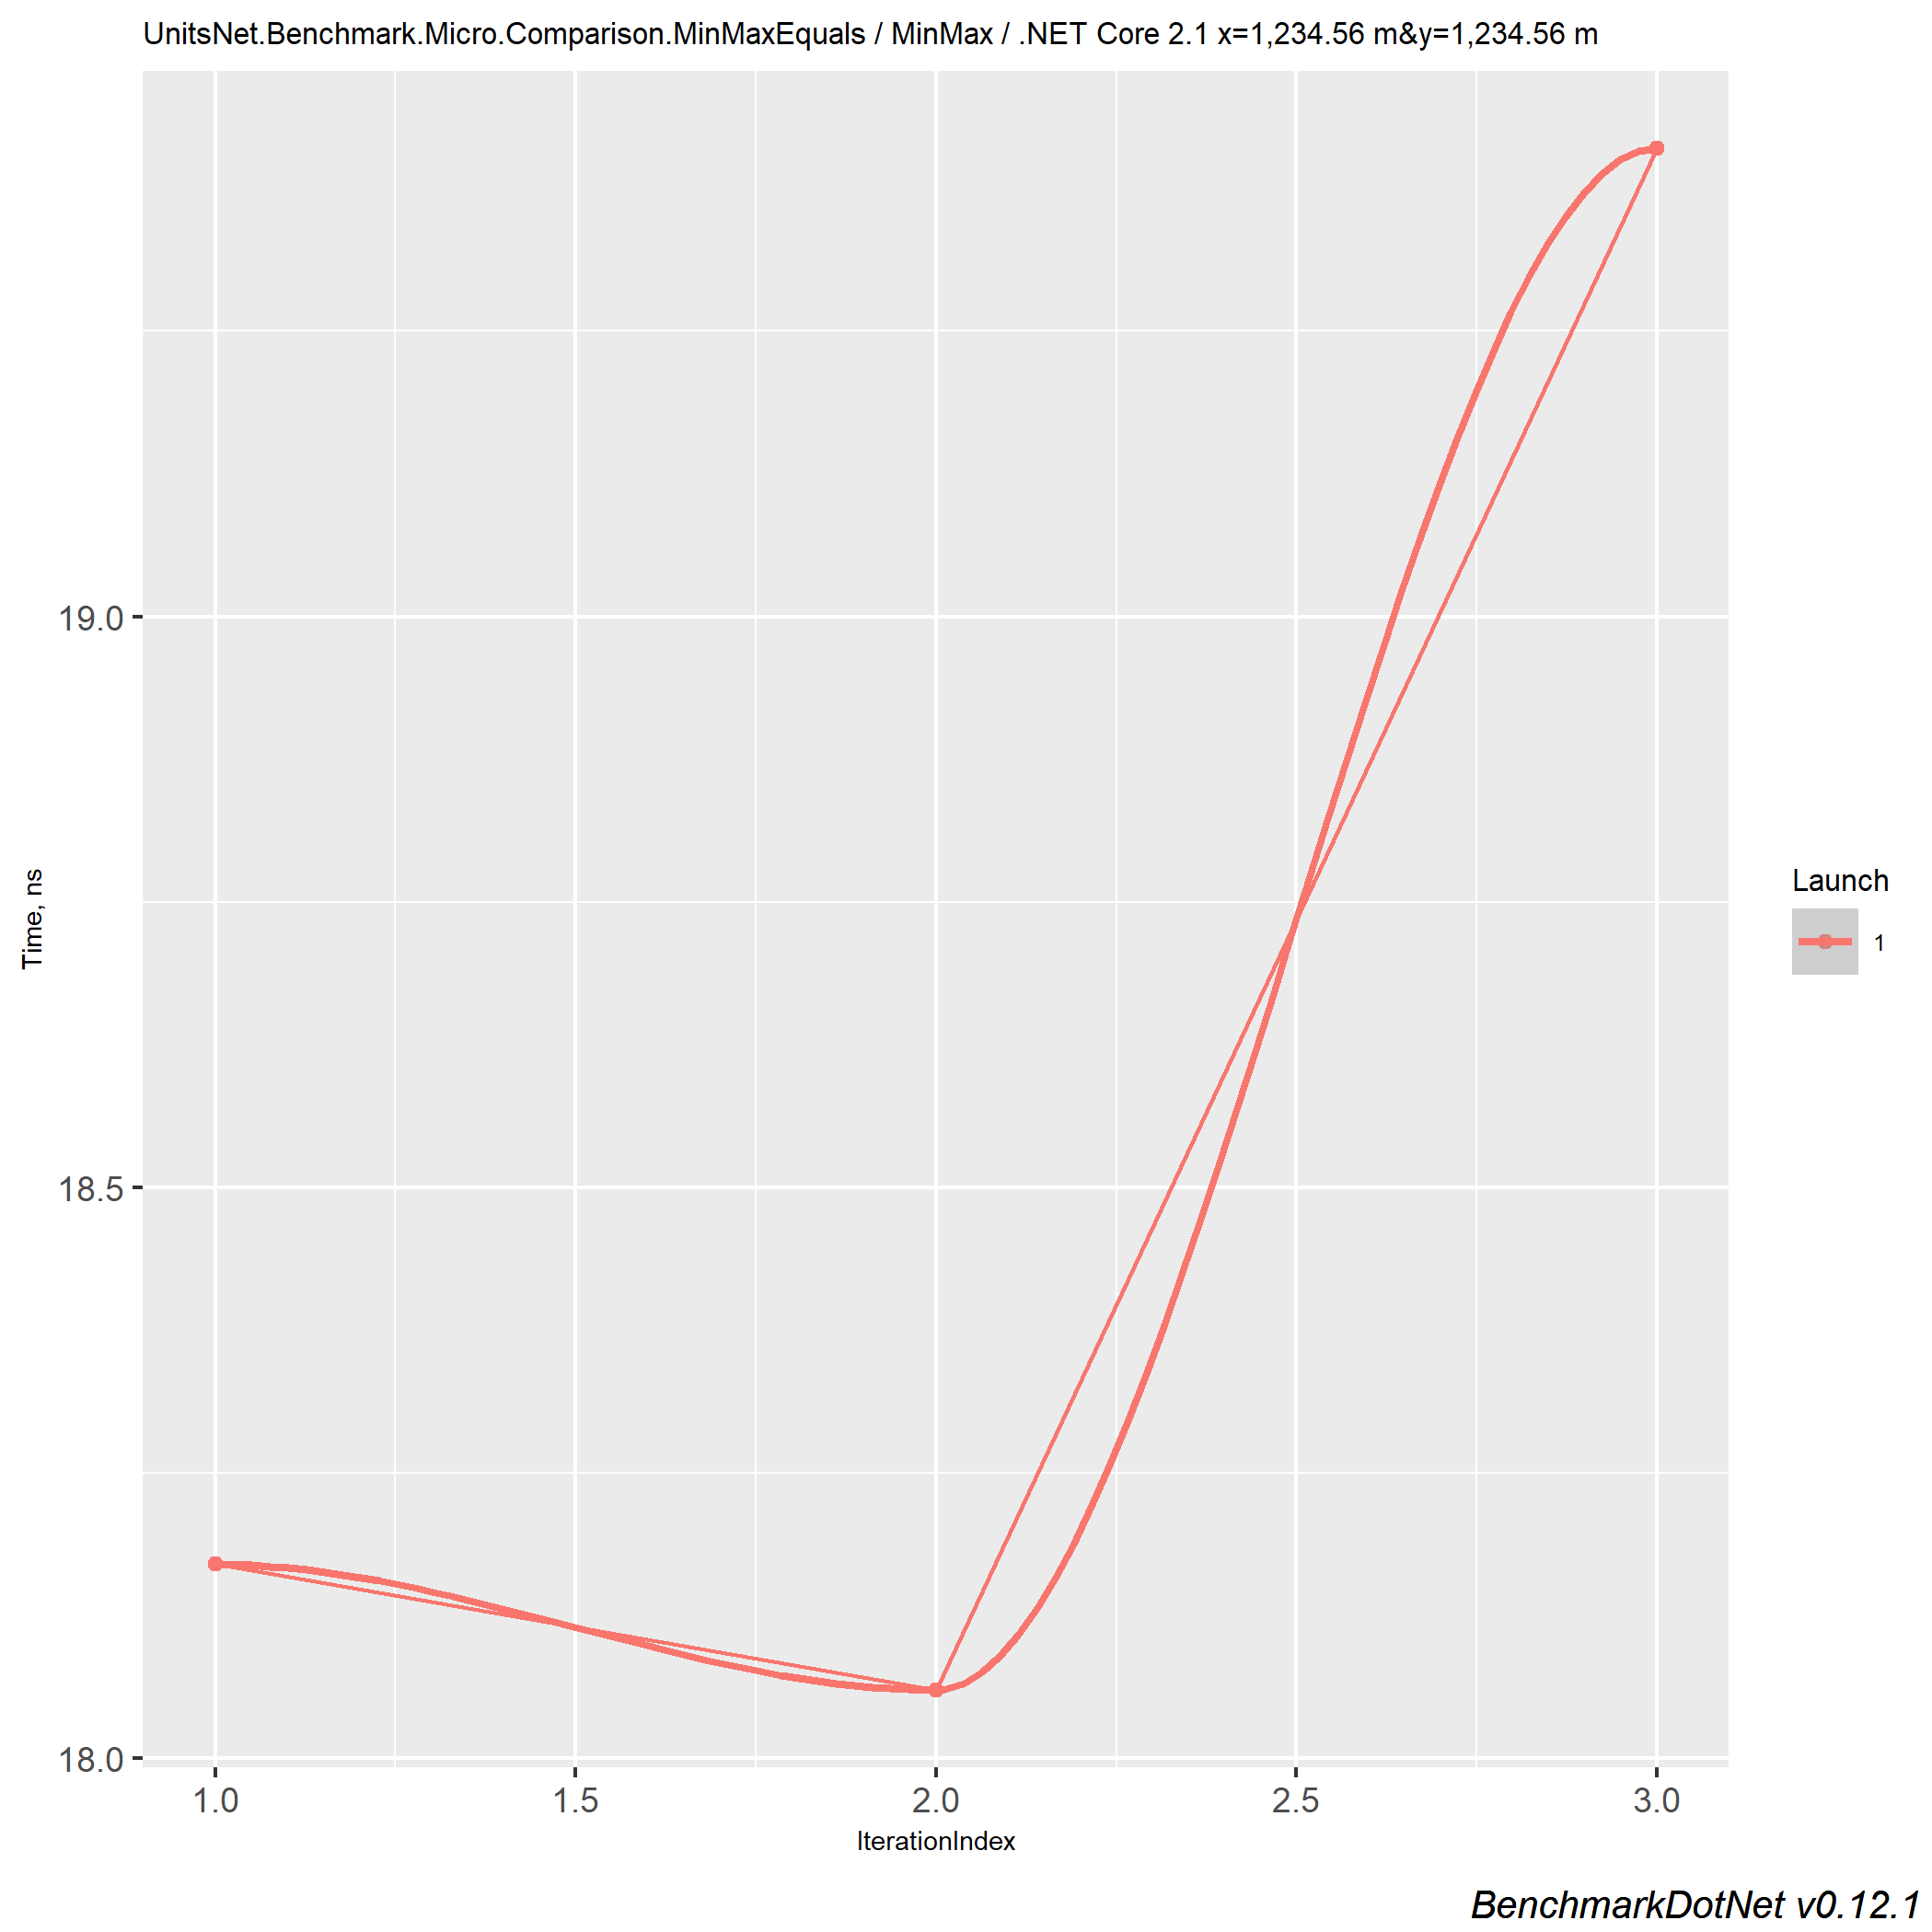 UnitsNet.Benchmark.Micro.Comparison.MinMaxEquals / MinMax / .NET Core 2.1 x=1,234.56 m&y=1,234.56 m
19.0
18.5
18.0
Time, ns
1.0 1.5 2.0 2.5 3.0
IterationIndex
Launch
1
BenchmarkDotNet v0.12.1